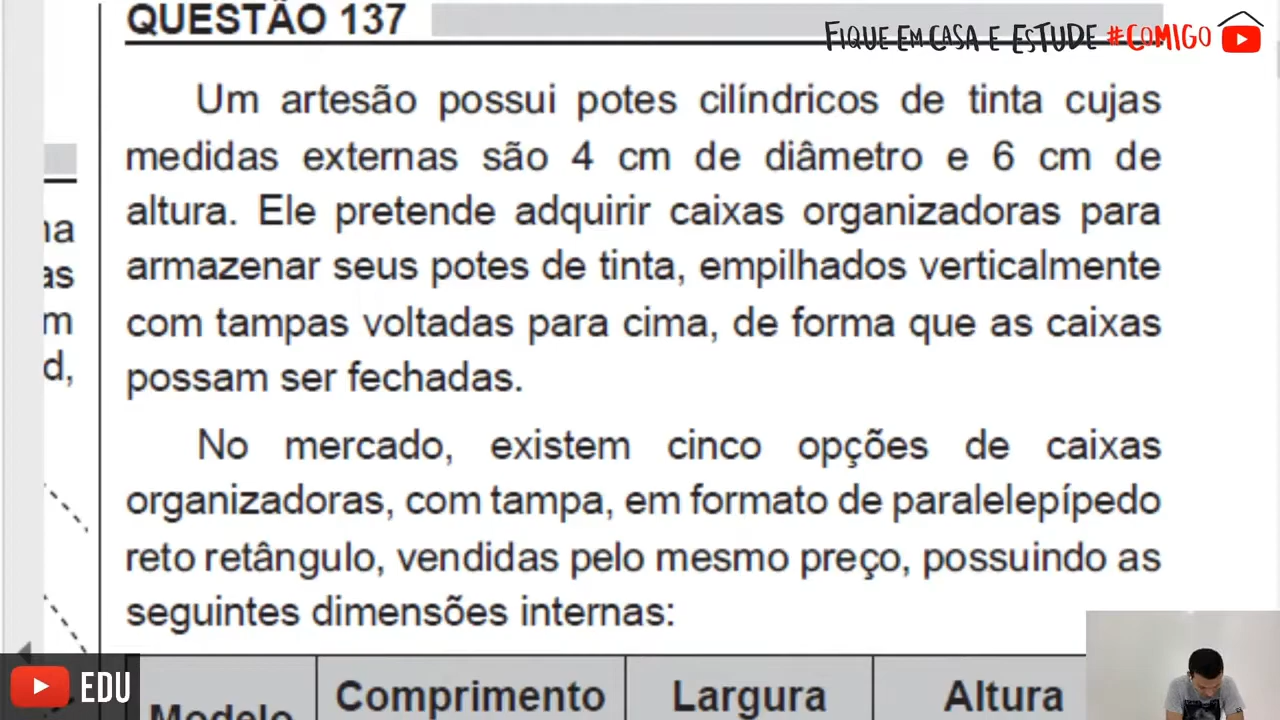 QUESTÃO 137
FIQUE EM CASA E ESTUDE #COMIGO
Um artesão possui potes cilíndricos de tinta cujas
medidas externas são 4 cm de diâmetro e 6 cm de
altura. Ele pretende adquirir caixas organizadoras para
armazenar seus potes de tinta, empilhados verticalmente
com tampas voltadas para cima, de forma que as caixas
possam ser fechadas.
No mercado, existem cinco opções de caixas
organizadoras, com tampa, em formato de paralelepípedo
reto retângulo, vendidas pelo mesmo preço, possuindo as
seguintes dimensões internas:
Modelo Comprimento Largura Altura
as
m
d,
EDU